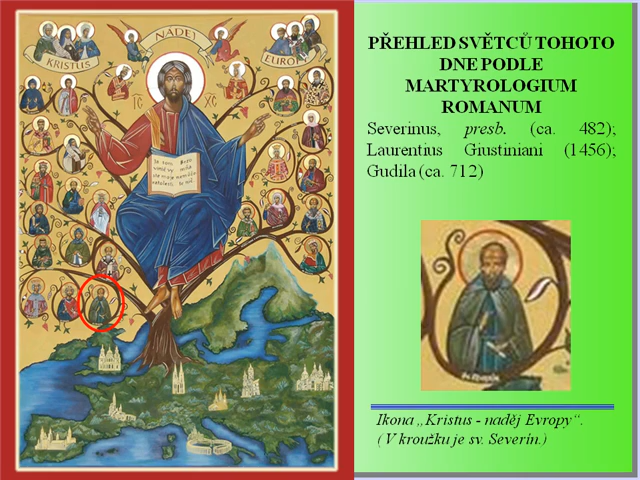 KRISTUS
NADĚJ
EVROPY
IC
XC
PŘEHLED SVĚTCŮ TOHOTO
DNE PODLE
MARTYROLOGIUM
ROMANUM
Severinus, presb. (ca. 482);
Laurentius Giustiniani (1456);
Gudila (ca. 712)
Ikona „Kristus - naděj Evropy“.
( V kroužku je sv. Severín.)